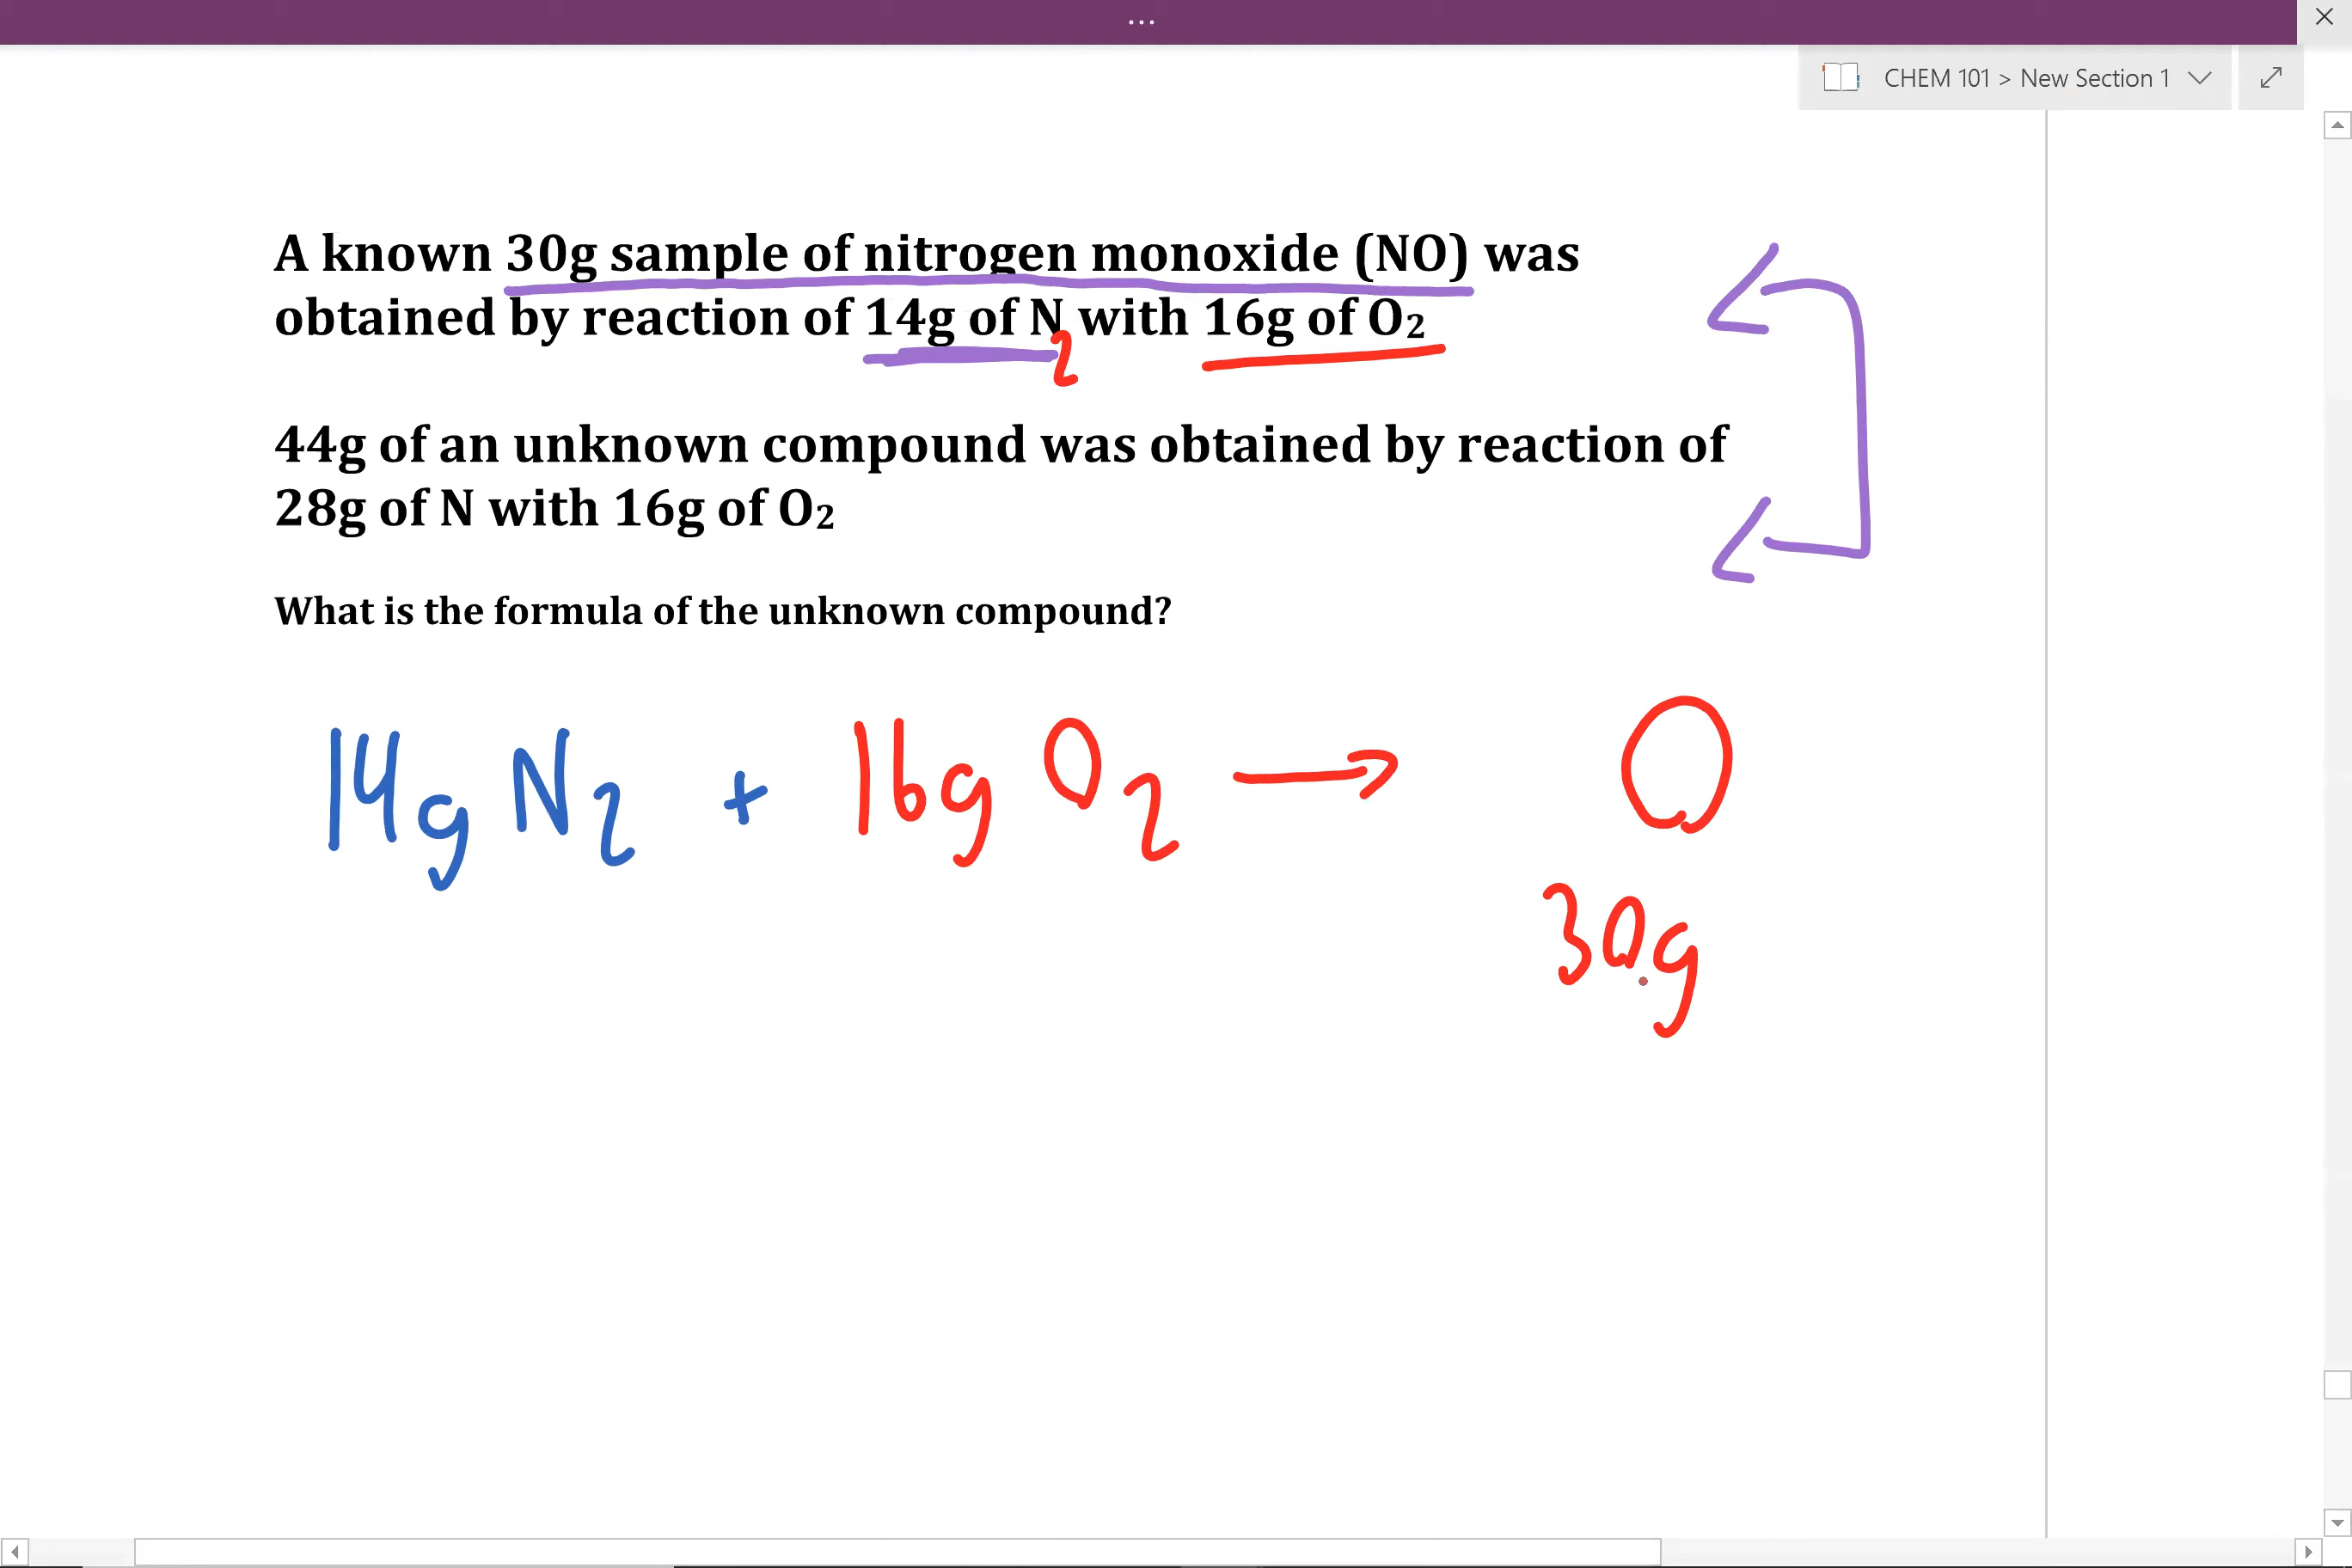 CHEM 101 > New Section 1
A known 30g sample of nitrogen monoxide (NO) was
obtained by reaction of 14g of N2 with 16g of O2
44g of an unknown compound was obtained by reaction of
28g of N with 16g of O2
What is the formula of the unknown compound?
14g N2 + 16g O2 → O
30g